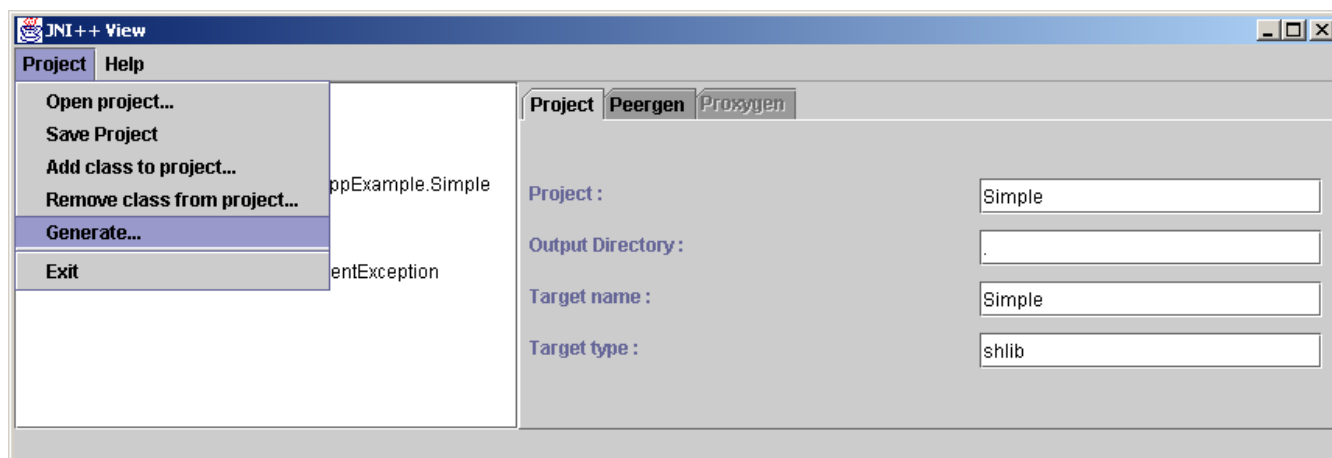 JNI++ View
Project Help
Open project...
Save Project
Add class to project...
Remove class from project...
Generate...
Exit
ppExample.Simple
entException
Project Peergen Proxygen
Project : Simple
Output Directory : .
Target name : Simple
Target type : shlib